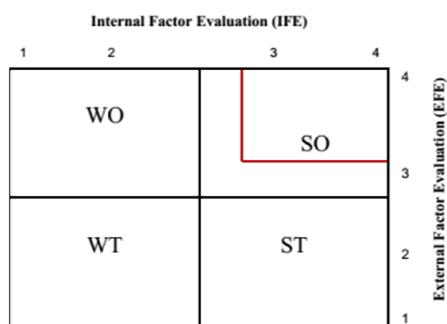 Internal Factor Evaluation (IFE)
1 2 3 4
4
WO
SO
3
WT
ST
2
1
External Factor Evaluation (EFE)